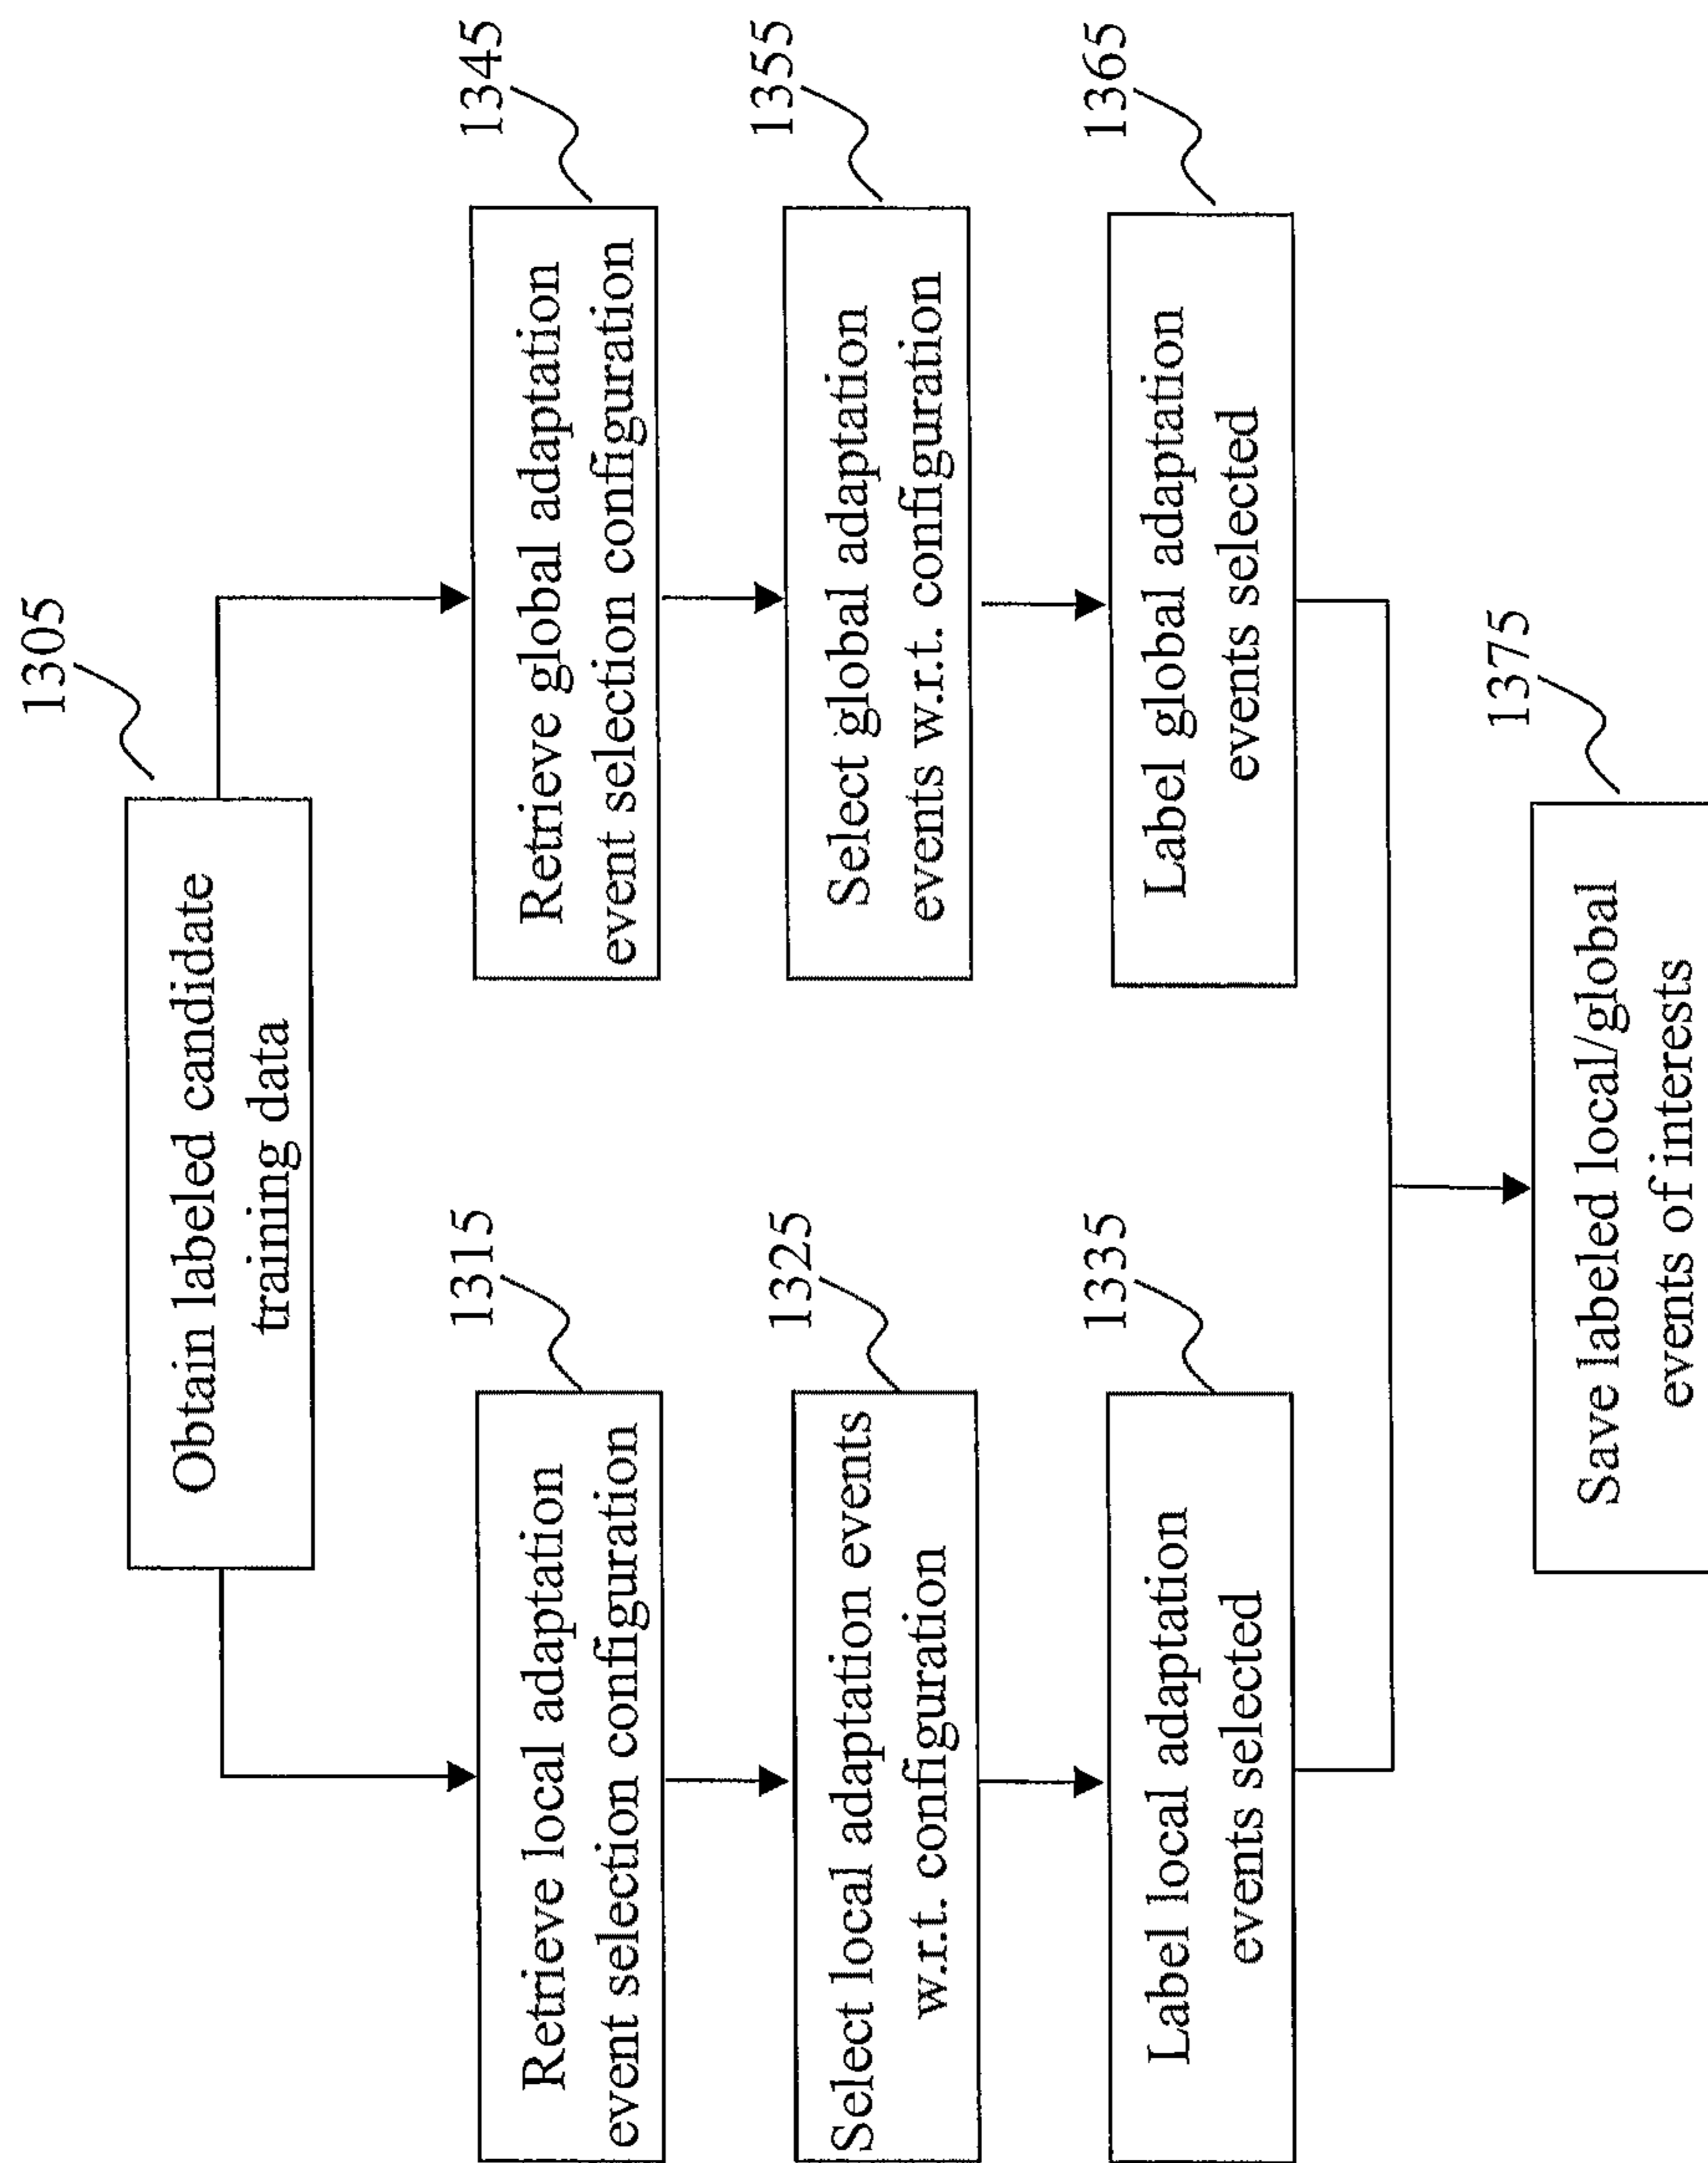 1305
Obtain labeled candidate
training data
1315
Retrieve local adaptation
event selection configuration
1325
Select local adaptation events
w.r.t. configuration
1335
Label local adaptation
events selected
1345
Retrieve global adaptation
event selection configuration
1355
Select global adaptation
events w.r.t. configuration
1365
Label global adaptation
events selected
1375
Save labeled local/global
events of interests